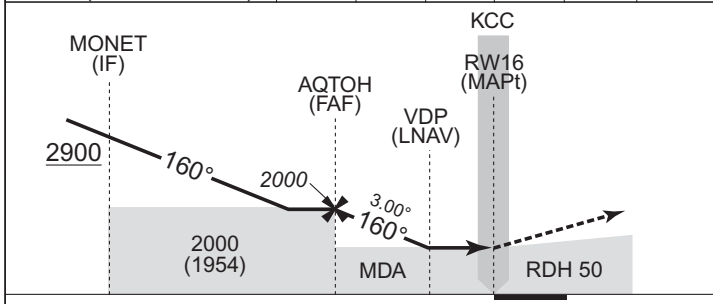 KCC
MONET
(IF)
RW16
(MAPt)
AQTOH
(FAF)
VDP
(LNAV)
2900
160°
2000
3.00°
160°
2000
(1954)
MDA
RDH 50